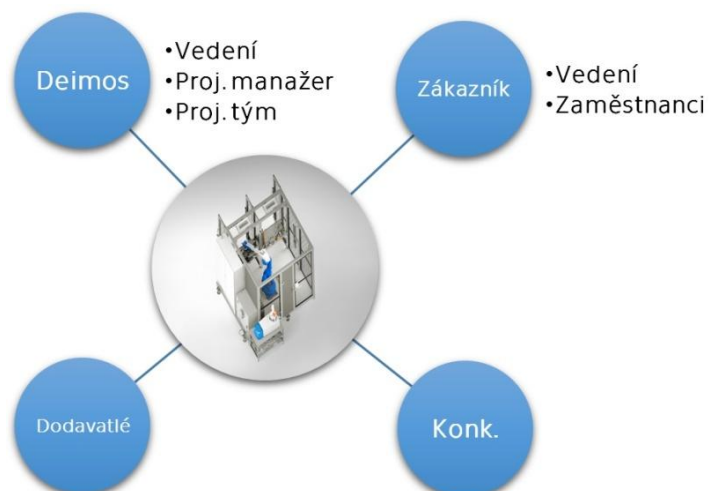 Deimos
•Vedení
•Proj.manažer
•Proj.tým
Zákazník
•Vedení
•Zaměstnanci
Dodavatlé
Konk.